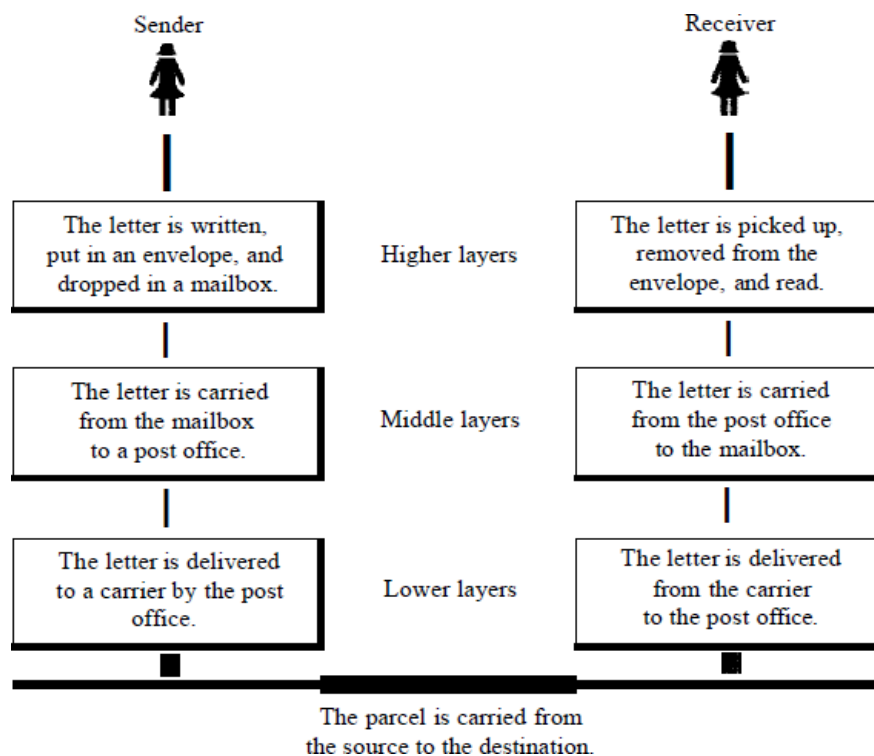 Sender
Receiver
The letter is written,
put in an envelope, and
dropped in a mailbox.
Higher layers
The letter is picked up,
removed from the
envelope, and read.
The letter is carried
from the mailbox
to a post office.
Middle layers
The letter is carried
from the post office
to the mailbox.
The letter is delivered
to a carrier by the post
office.
Lower layers
The letter is delivered
from the carrier
to the post office.
The parcel is carried from
the source to the destination.